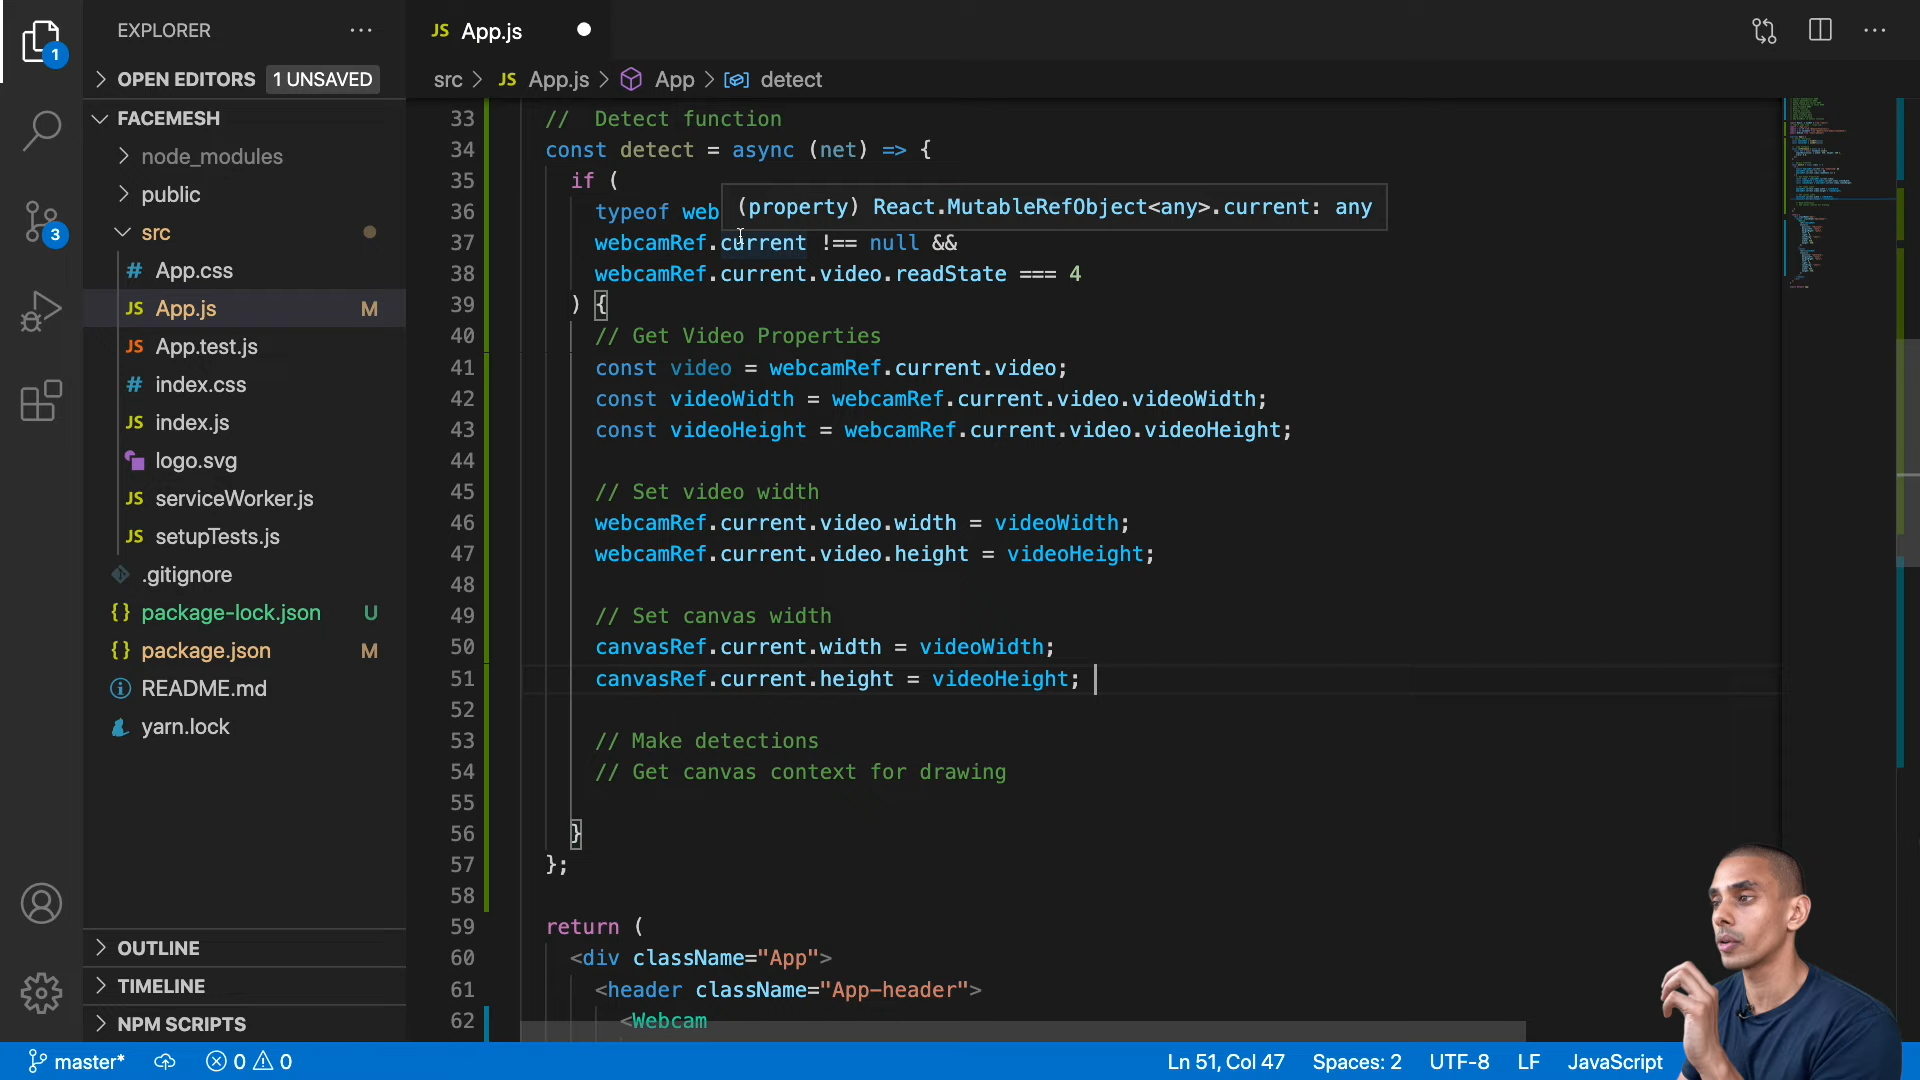 EXPLORER
JS App.js
1
OPEN EDITORS 1 UNSAVED
src > JS App.js > App > detect
FACEMESH
node_modules
public
src
# App.css
JS App.js M
JS App.test.js
# index.css
JS index.js
logo.svg
JS serviceWorker.js
JS setupTests.js
.gitignore
{} package-lock.json U
{} package.json M
README.md
yarn.lock
3
OUTLINE
TIMELINE
NPM SCRIPTS
33 // Detect function
34 const detect = async (net) => {
35 if (
36 typeof web
(property) React.MutableRefObject<any>.current: any
37 webcamRef.current !== null &&
38 webcamRef.current.video.readState === 4
39 ) {
40 // Get Video Properties
41 const video = webcamRef.current.video;
42 const videoWidth = webcamRef.current.video.videoWidth;
43 const videoHeight = webcamRef.current.video.videoHeight;
44
45 // Set video width
46 webcamRef.current.video.width = videoWidth;
47 webcamRef.current.video.height = videoHeight;
48
49 // Set canvas width
50 canvasRef.current.width = videoWidth;
51 canvasRef.current.height = videoHeight;
52
53 // Make detections
54 // Get canvas context for drawing
55
56 }
57 };
58
59 return (
60 <div className="App">
61 <header className="App-header">
62 <Webcam
master* 0 0 Ln 51, Col 47 Spaces: 2 UTF-8 LF JavaScript